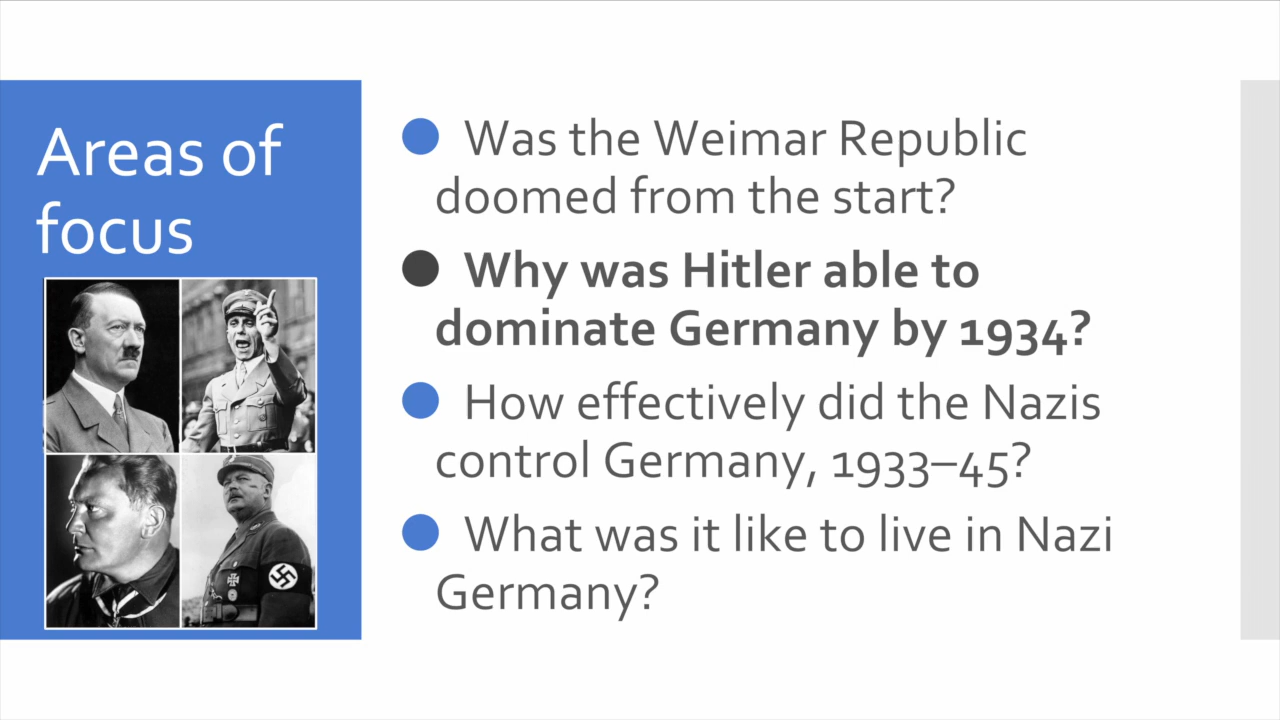 Areas of
focus
Was the Weimar Republic
doomed from the start?
Why was Hitler able to
dominate Germany by 1934?
How effectively did the Nazis
control Germany, 1933–45?
What was it like to live in Nazi
Germany?